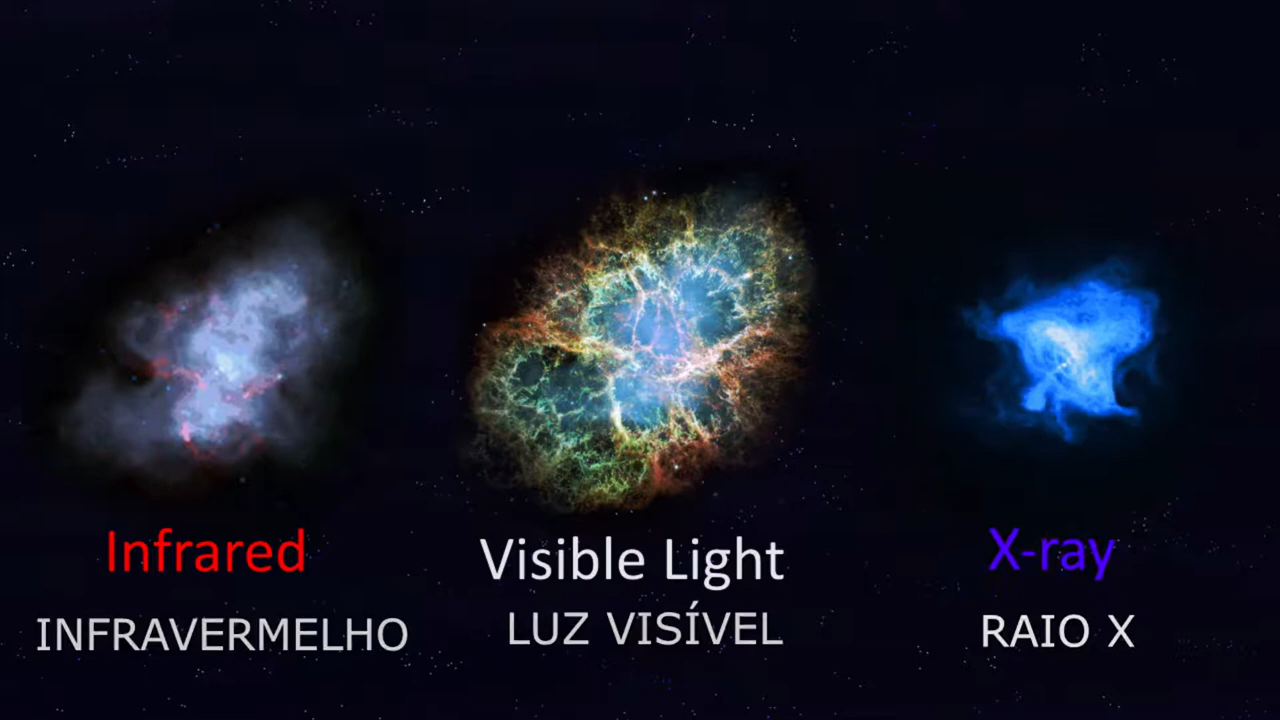 Infrared
INFRAVERMELHO
Visible Light
LUZ VISÍVEL
X-ray
RAIO X